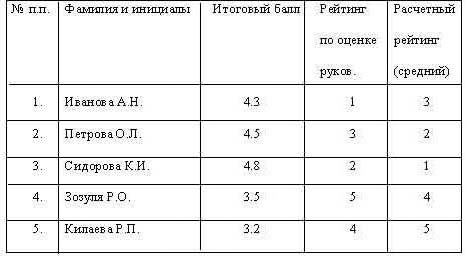 № п.п. Фамилия и инициалы Итоговый балл Рейтинг Расчетный
по оценке рейтинг
руков. (средний)
1. Иванова А.Н. 4.3 1 3
2. Петрова О.Л. 4.5 3 2
3. Сидорова К.И. 4.8 2 1
4. Зозуля Р.О. 3.5 5 4
5. Килаева Р.П. 3.2 4 5